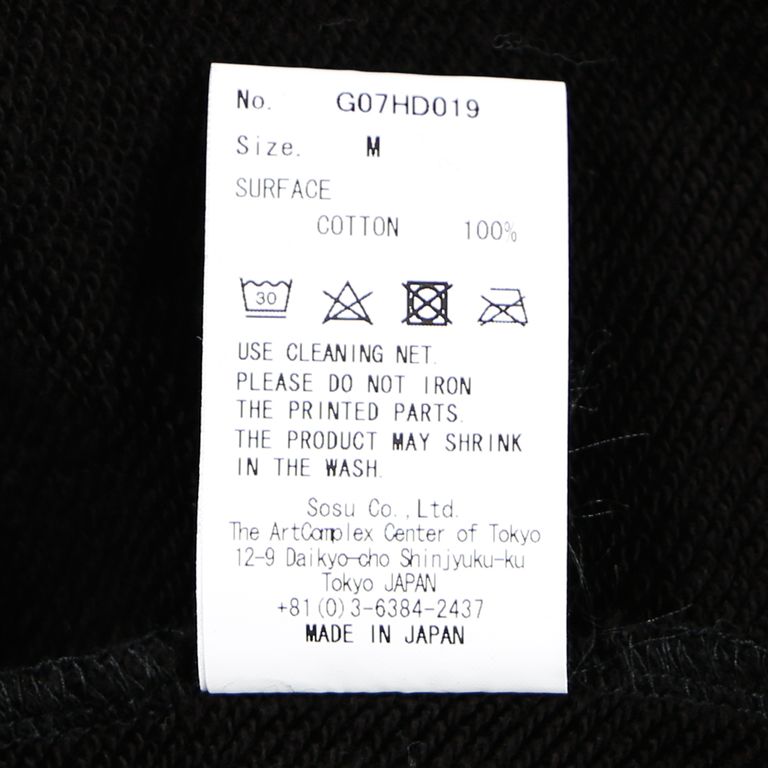 No. G07HD019
Size. M
SURFACE
COTTON 100%
30
USE CLEANING NET.
PLEASE DO NOT IRON
THE PRINTED PARTS.
THE PRODUCT MAY SHRINK
IN THE WASH.
Sosu Co.,Ltd.
The ArtComplex Center of Tokyo
12-9 Daikyo-cho Shinjyuku-ku
Tokyo JAPAN
+81(0)3-6384-2437
MADE IN JAPAN